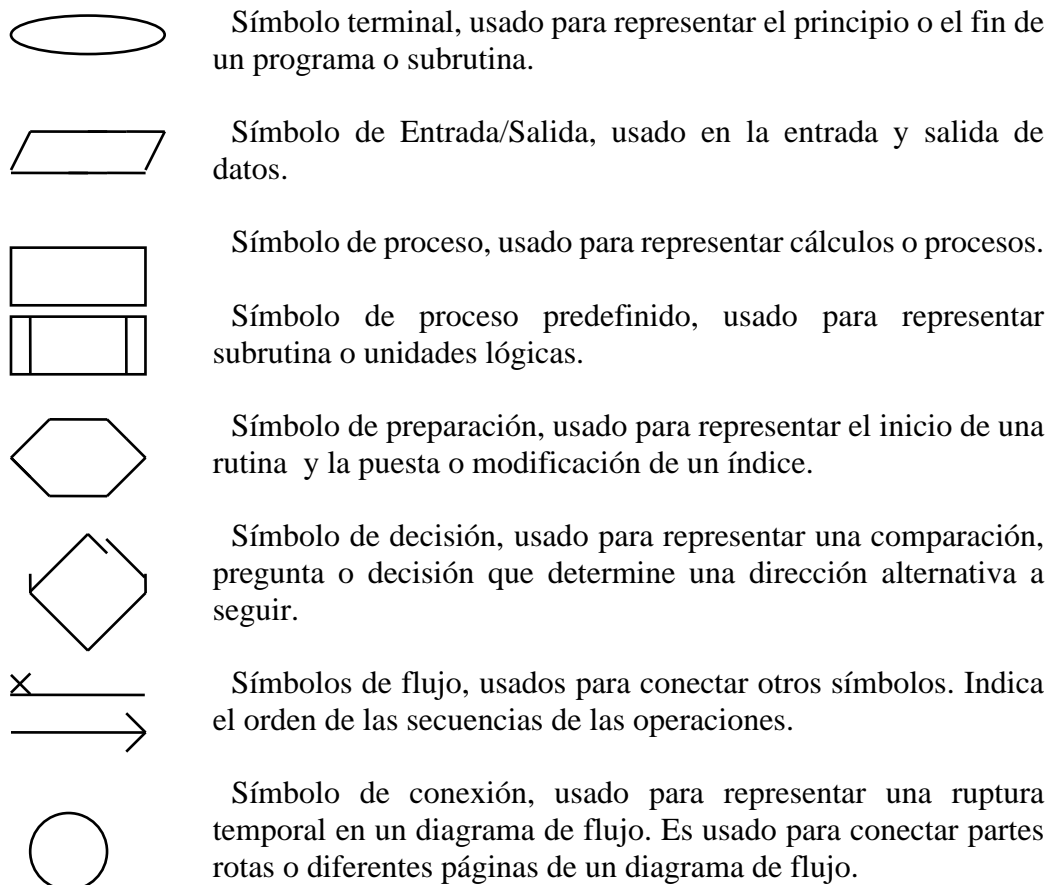 Símbolo terminal, usado para representar el principio o el fin de
un programa o subrutina.
Símbolo de Entrada/Salida, usado en la entrada y salida de
datos.
Símbolo de proceso, usado para representar cálculos o procesos.
Símbolo de proceso predefinido, usado para representar
subrutina o unidades lógicas.
Símbolo de preparación, usado para representar el inicio de una
rutina y la puesta o modificación de un índice.
Símbolo de decisión, usado para representar una comparación,
pregunta o decisión que determine una dirección alternativa a
seguir.
Símbolos de flujo, usados para conectar otros símbolos. Indica
el orden de las secuencias de las operaciones.
Símbolo de conexión, usado para representar una ruptura
temporal en un diagrama de flujo. Es usado para conectar partes
rotas o diferentes páginas de un diagrama de flujo.